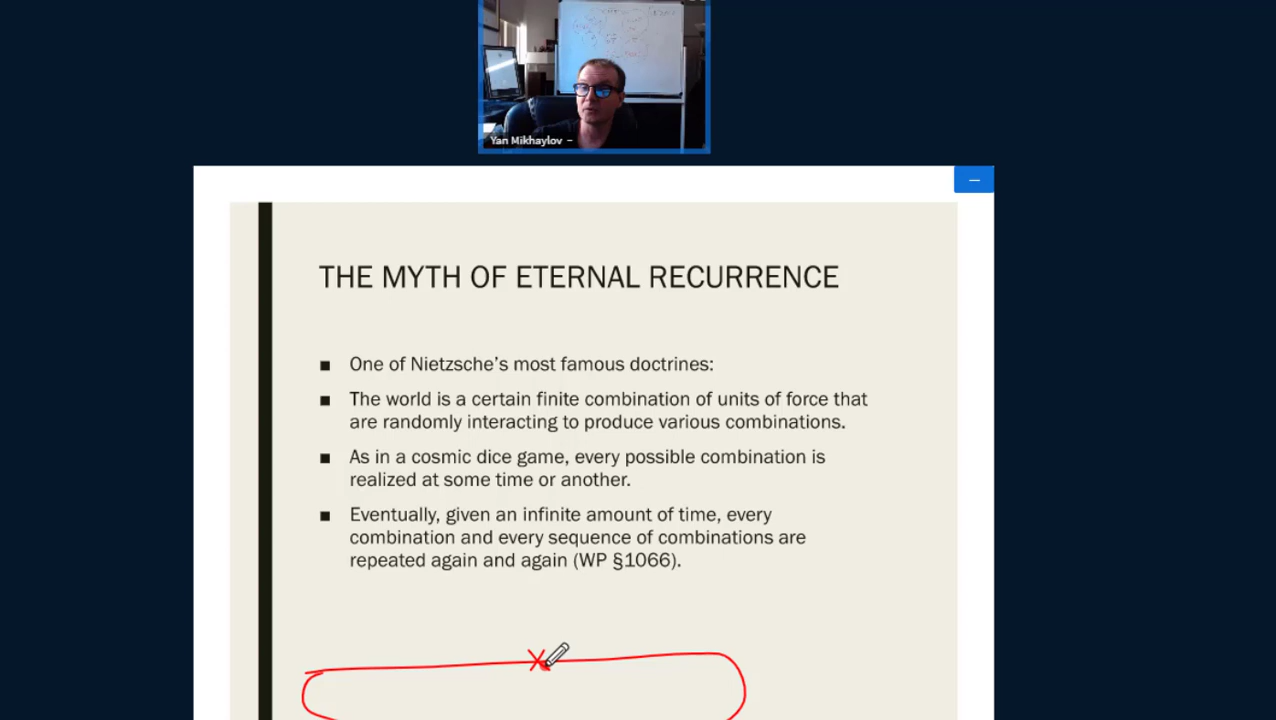 Yan Mikhaylov
THE MYTH OF ETERNAL RECURRENCE
■ One of Nietzsche’s most famous doctrines:
■ The world is a certain finite combination of units of force that
are randomly interacting to produce various combinations.
■ As in a cosmic dice game, every possible combination is
realized at some time or another.
■ Eventually, given an infinite amount of time, every
combination and every sequence of combinations are
repeated again and again (WP §1066).